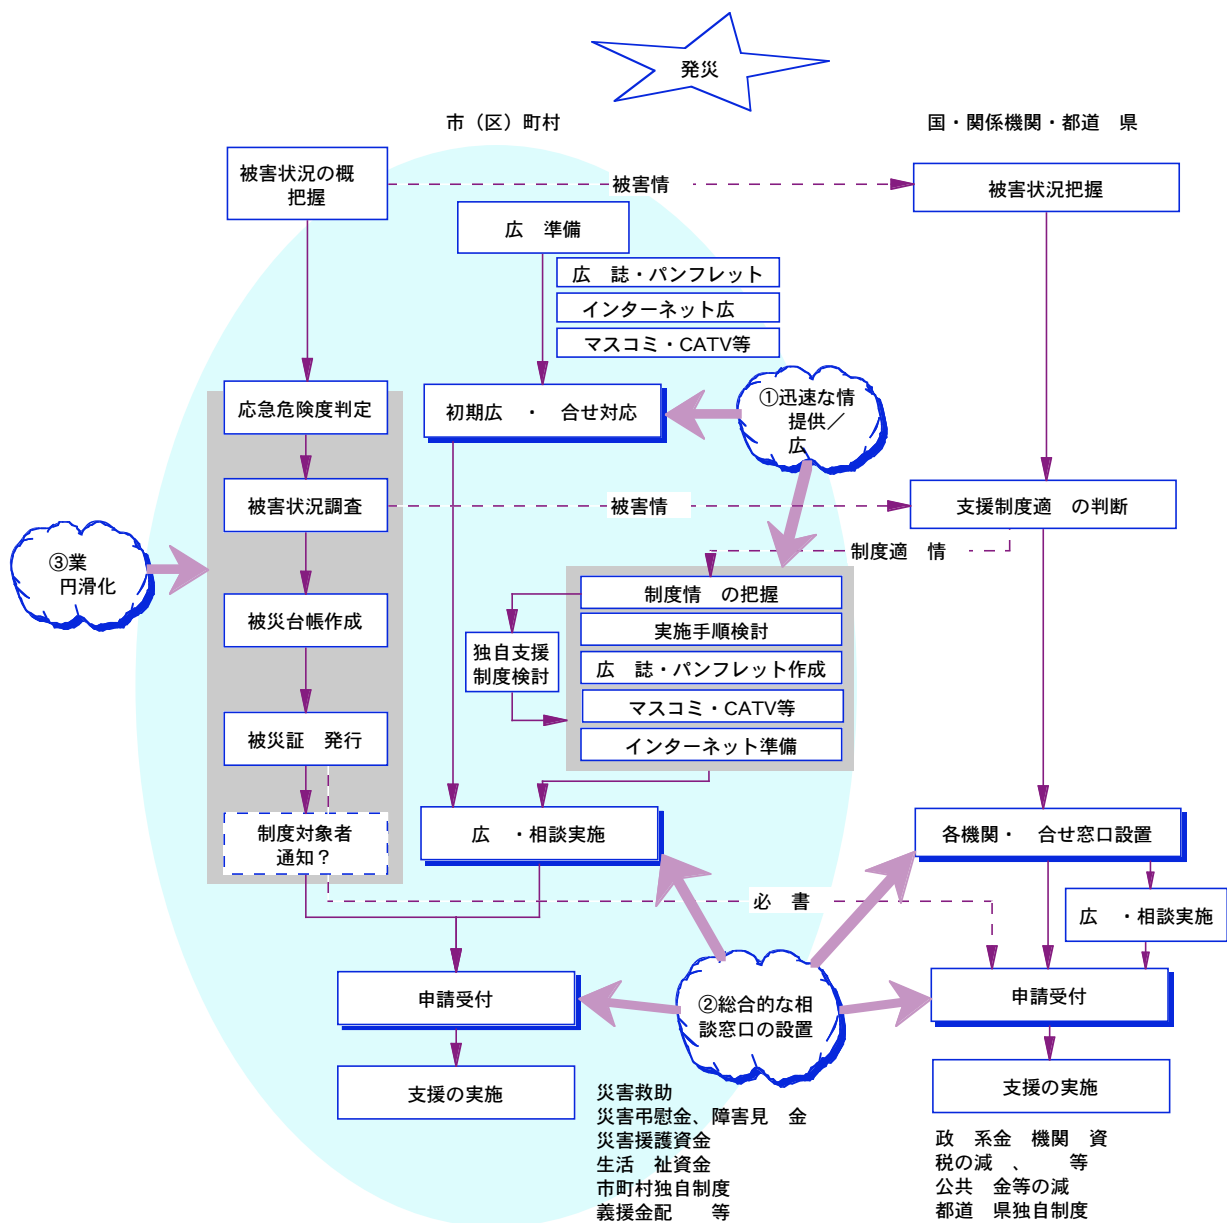 発災
市（区）町村
国・関係機関・都道　県
被害状況の概
把握
被害情
被害状況把握
広　準備
広　誌・パンフレット
インターネット広
マスコミ・CATV等
応急危険度判定
初期広　・　合せ対応
①迅速な情
提供／
広
被害状況調査
被害情
支援制度適　の判断
③業
円滑化
制度適　情
制度情　の把握
実施手順検討
独自支援
制度検討
広　誌・パンフレット作成
マスコミ・CATV等
インターネット準備
被災台帳作成
被災証　発行
制度対象者
通知？
広　・相談実施
各機関・　合せ窓口設置
必　書
広　・相談実施
申請受付
②総合的な相
談窓口の設置
申請受付
支援の実施
支援の実施
災害救助
災害弔慰金、障害見　金
災害援護資金
生活　祉資金
市町村独自制度
義援金配　　等
政　系金　機関　資
税の減　、　　等
公共　金等の減
都道　県独自制度